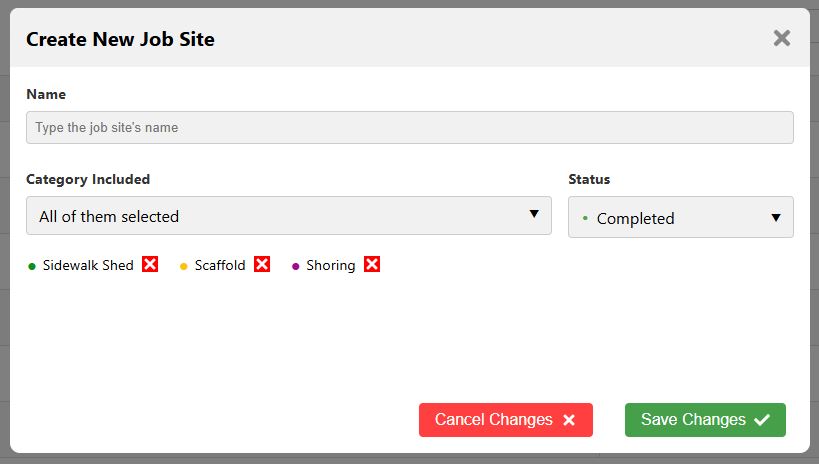 Create New Job Site
Name
Type the job site's name
Category Included
Status
All of them selected
Completed
Sidewalk Shed
Scaffold
Shoring
Cancel Changes
Save Changes